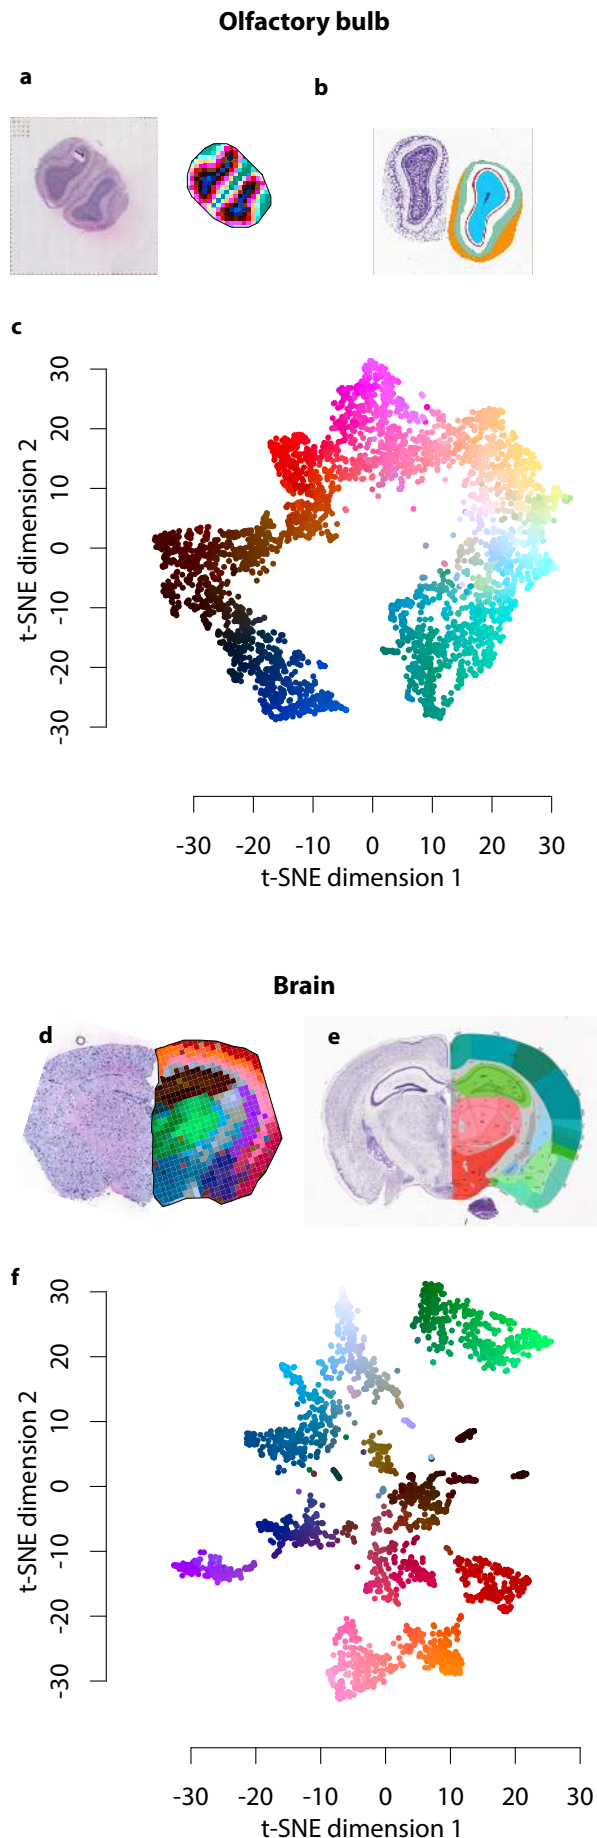 Olfactory bulb
a
b
c
30
20
10
0
-10
-20
-30
t-SNE dimension 2
-30 -20 -10 0 10 20 30
t-SNE dimension 1
Brain
d
e
f
30
20
10
0
-10
-20
-30
t-SNE dimension 2
-30 -20 -10 0 10 20 30
t-SNE dimension 1